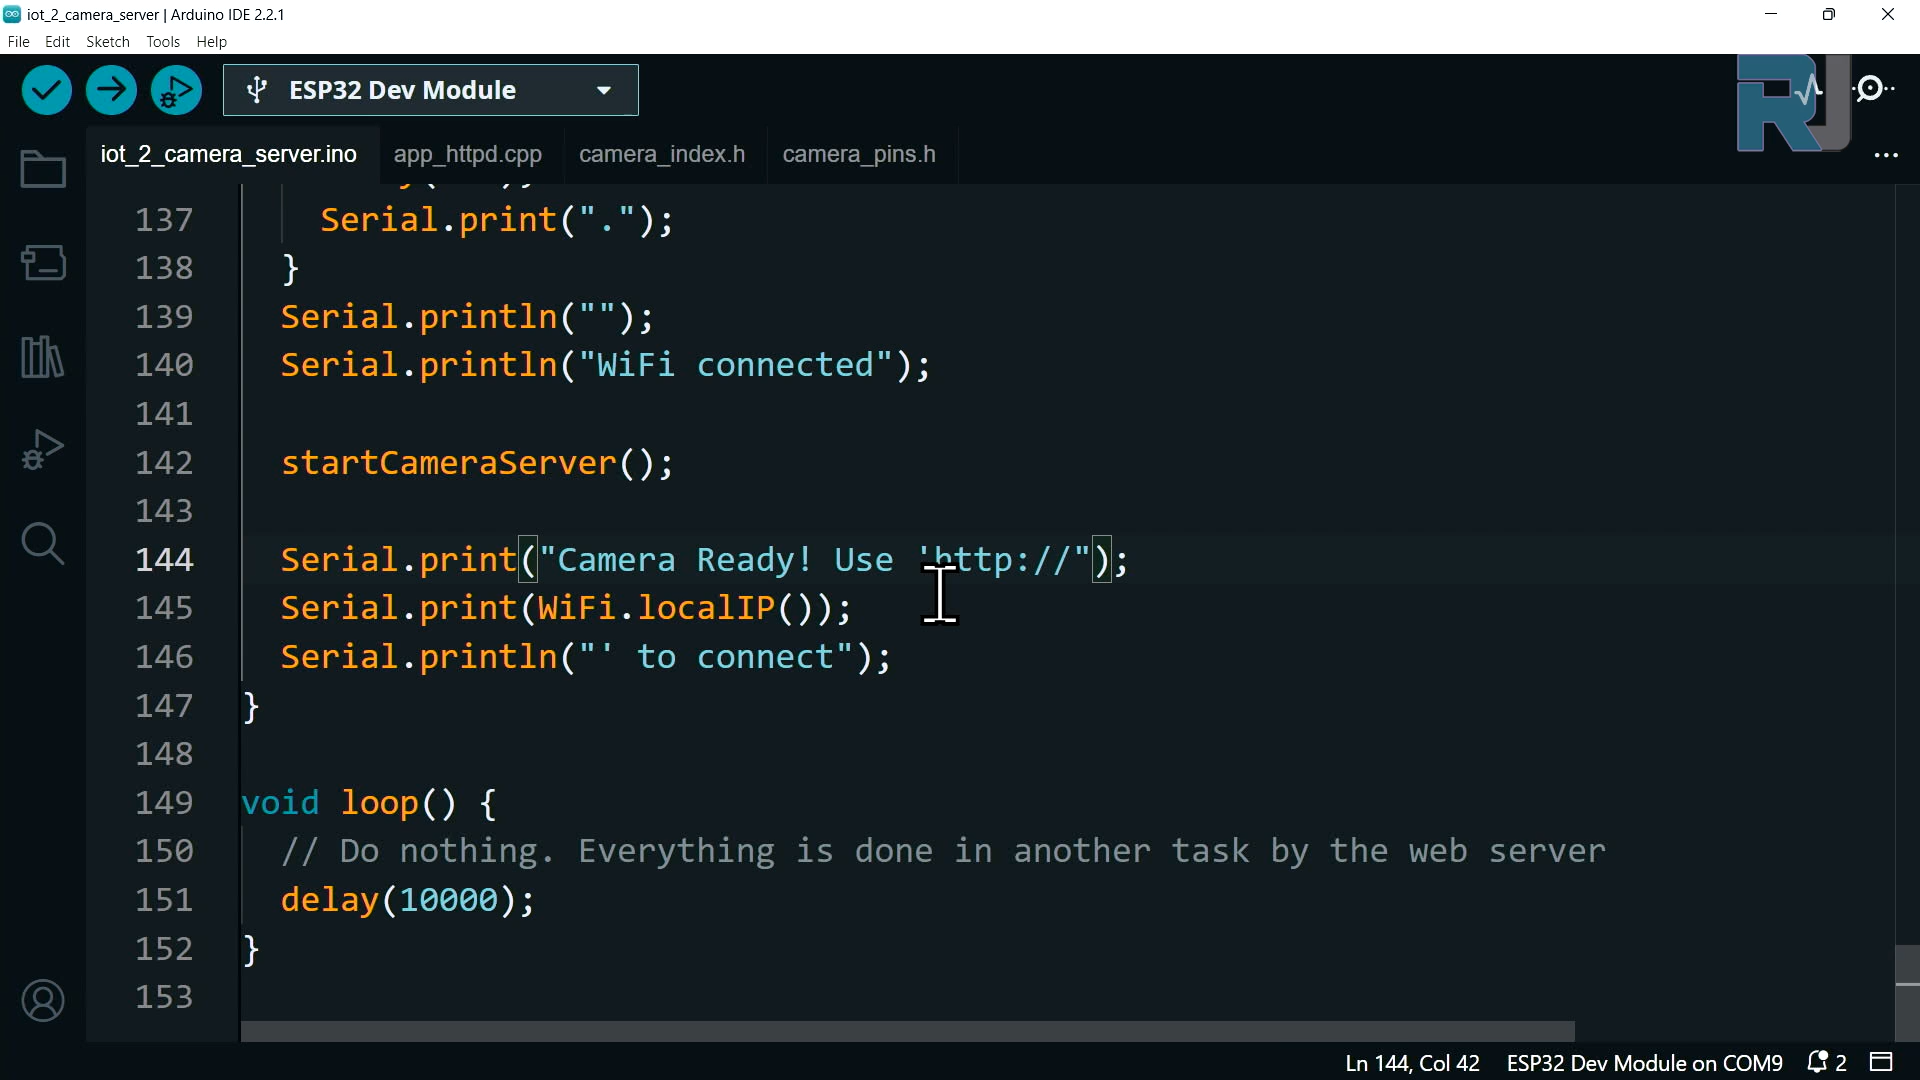 iot_2_camera_server | Arduino IDE 2.2.1
File Edit Sketch Tools Help
ESP32 Dev Module
RJ
iot_2_camera_server.ino app_httpd.cpp camera_index.h camera_pins.h
137 Serial.print(".");
138 }
139 Serial.println("");
140 Serial.println("WiFi connected");
141
142 startCameraServer();
143
144 Serial.print("Camera Ready! Use 'http://");
145 Serial.print(WiFi.localIP());
146 Serial.println("' to connect");
147 }
148
149 void loop() {
150 // Do nothing. Everything is done in another task by the web server
151 delay(10000);
152 }
153
Ln 144, Col 42 ESP32 Dev Module on COM9 2